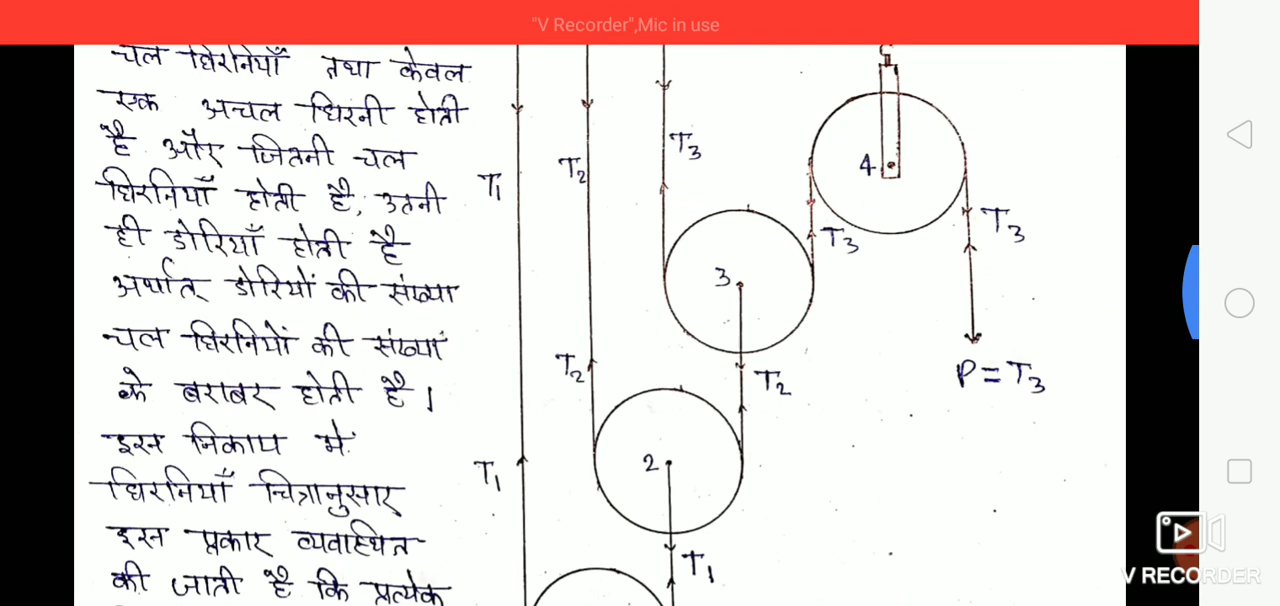 "V Recorder",Mic in use
चल घिरनियाँ तथा केवल
एक अचल घिरनी होती
है और जितनी चल
घिरनियाँ होती है, उतनी
ही डोरियाँ होती है
अर्थात् डोरियों की संख्या
चल घिरनियों की संख्या
के बराबर होती है।
इस निकाय में
घिरनियाँ चित्रानुसार
इस प्रकार व्यवस्थित
की जाती है कि प्रत्येक
T₁
T₂
T₃
4
T₃
T₃
3
P = T₃
T₂
T₂
2
T₁
T₁
V RECORDER